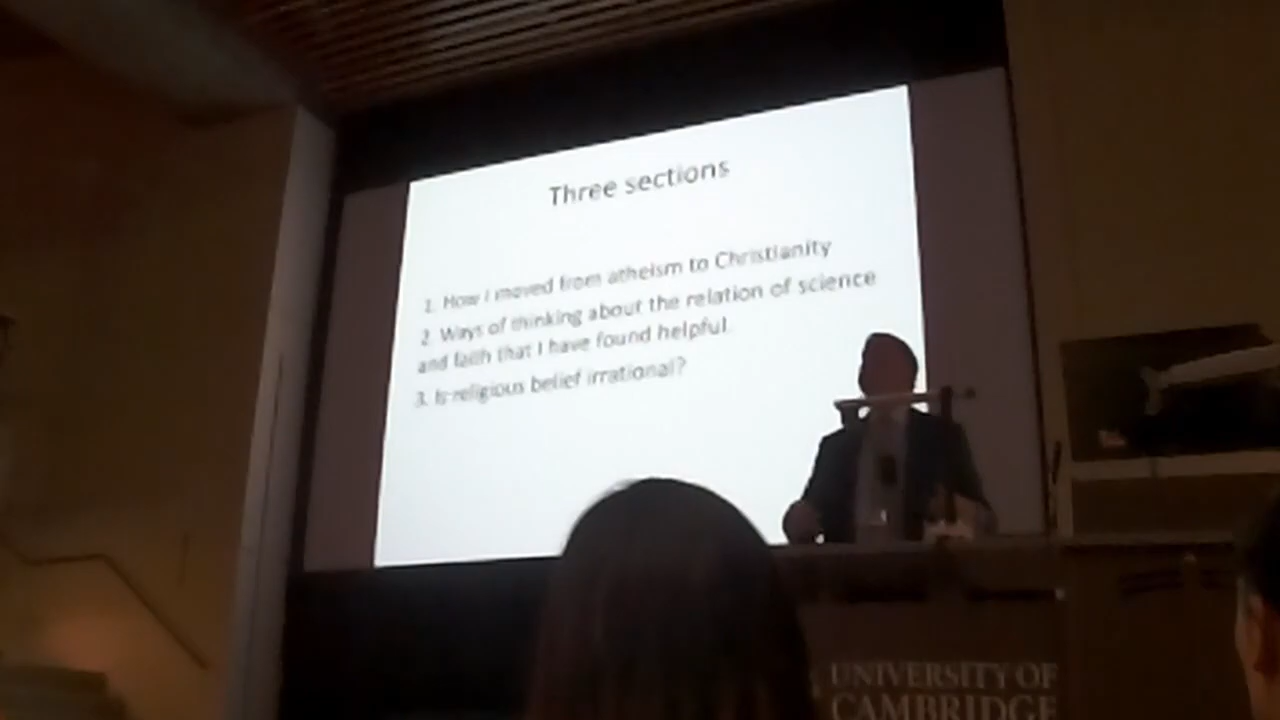 Three sections
1. How I moved from atheism to Christianity
2. Ways of thinking about the relation of science
and faith that I have found helpful.
3. Is religious belief irrational?
UNIVERSITY OF
CAMBRIDGE